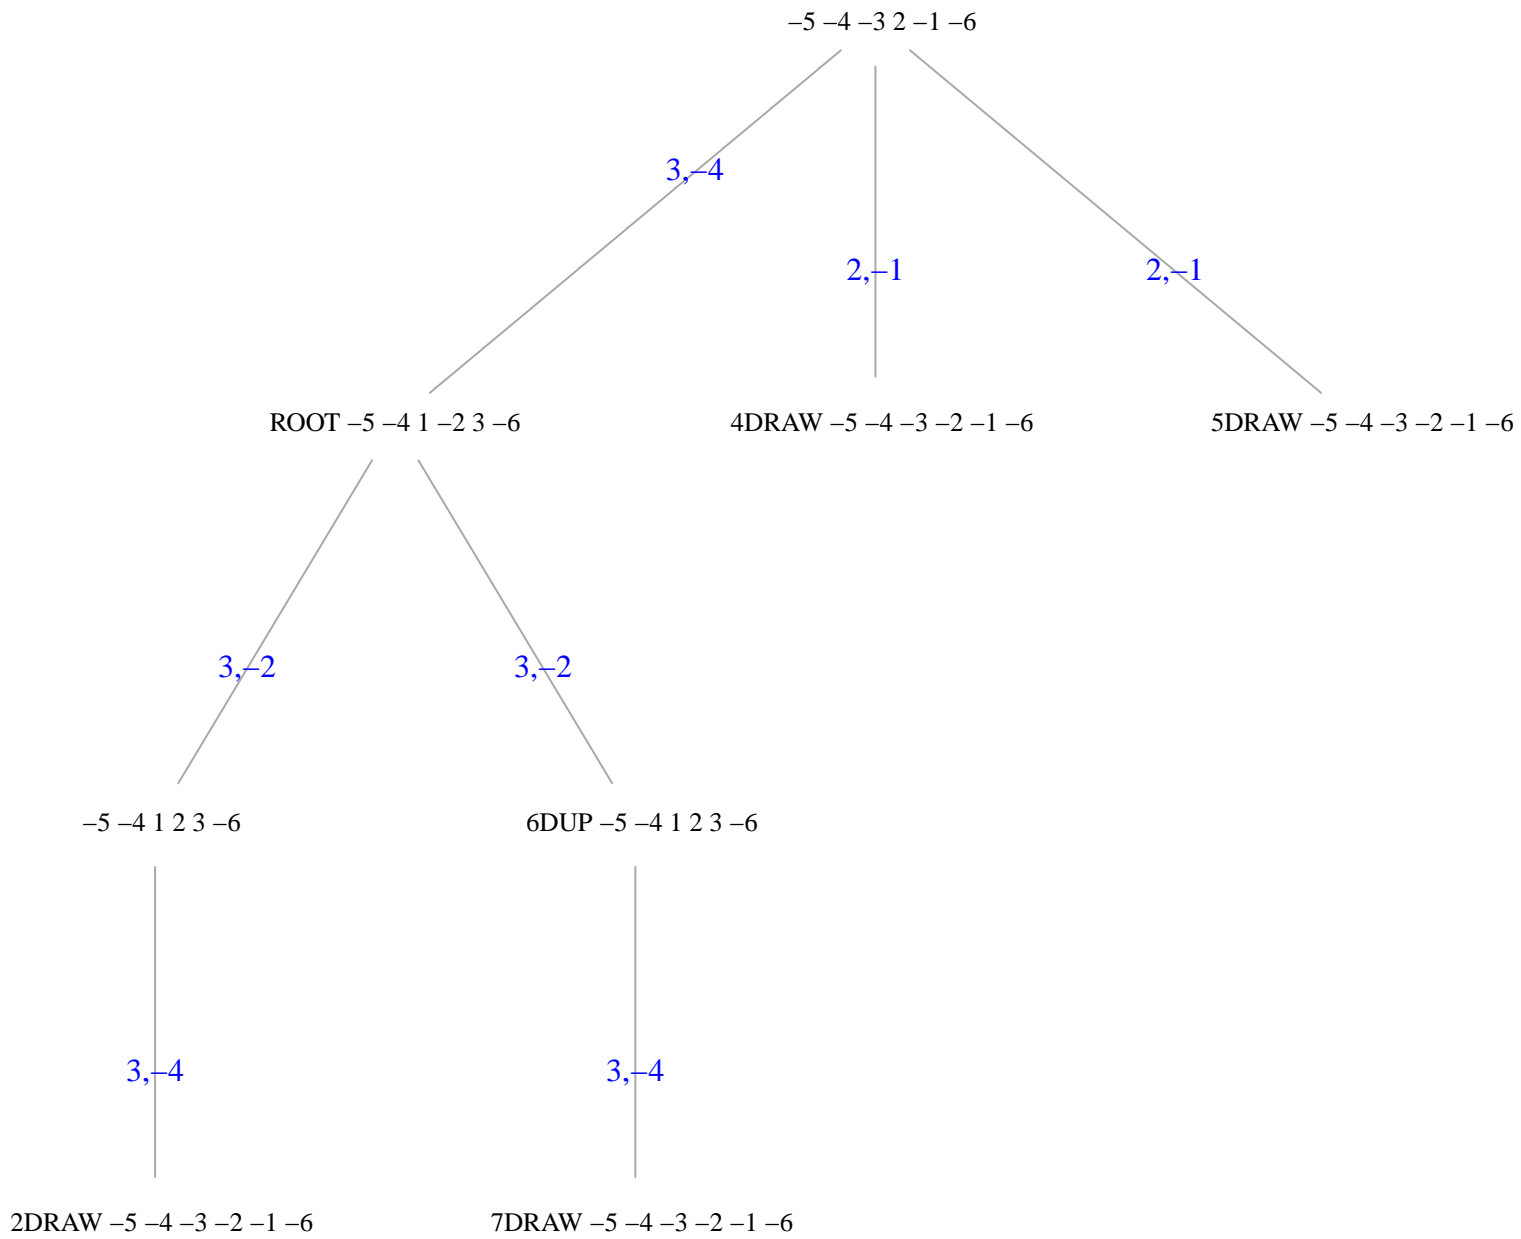 –5 –4 –3 2 –1 –6
3,–4
2,–1
2,–1
ROOT –5 –4 1 –2 3 –6
4DRAW –5 –4 –3 –2 –1 –6
5DRAW –5 –4 –3 –2 –1 –6
3,–2
3,–2
–5 –4 1 2 3 –6
6DUP –5 –4 1 2 3 –6
3,–4
3,–4
2DRAW –5 –4 –3 –2 –1 –6
7DRAW –5 –4 –3 –2 –1 –6